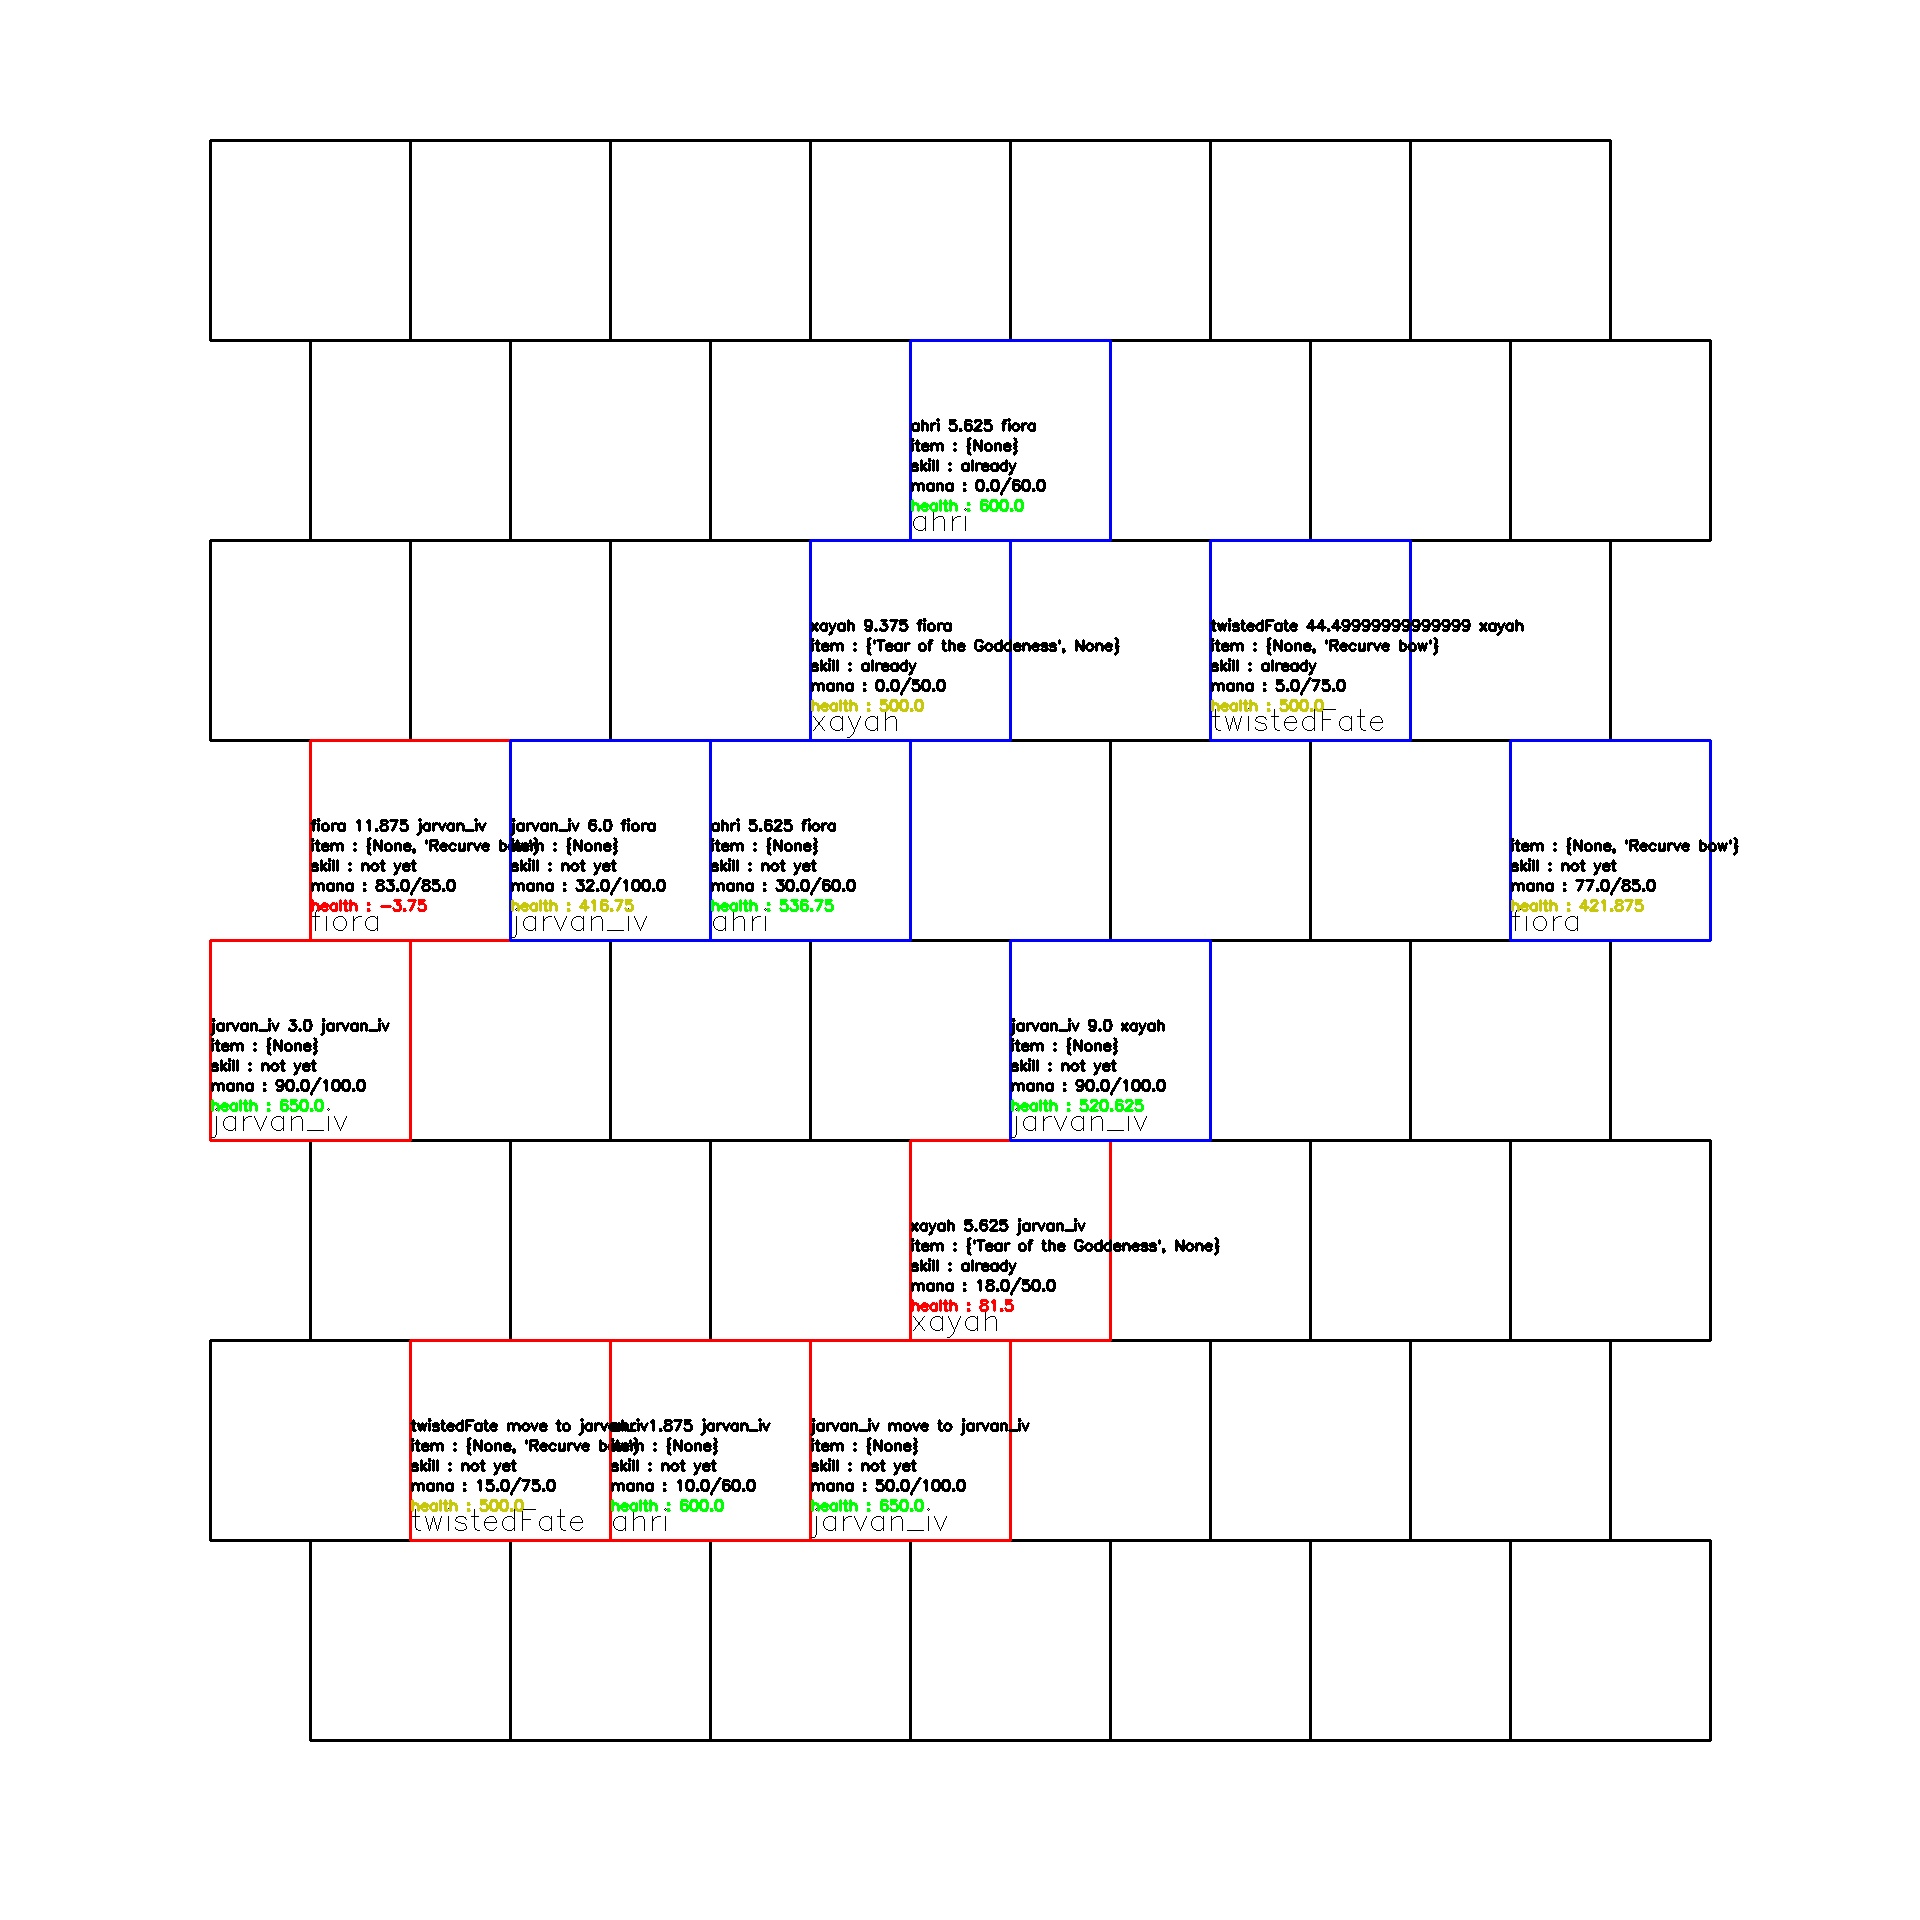 ahri 5.625 fiora
item : {None}
skill : already
mana : 0.0/60.0
health : 600.0
ahri
xayah 9.375 fiora
item : {'Tear of the Goddeness', None}
skill : already
mana : 0.0/50.0
health : 500.0
xayah
twistedFate 44.49999999999999 xayah
item : {None, 'Recurve bow'}
skill : already
mana : 5.0/75.0
health : 500.0
twistedFate
fiora 11.875 jarvan_iv
item : {None, 'Recurve bow'}
skill : not yet
mana : 83.0/85.0
health : -3.75
fiora
jarvan_iv 6.0 fiora
item : {None}
skill : not yet
mana : 32.0/100.0
health : 416.75
jarvan_iv
ahri 5.625 fiora
item : {None}
skill : not yet
mana : 30.0/60.0
health : 536.75
ahri
item : {None, 'Recurve bow'}
skill : not yet
mana : 77.0/85.0
health : 421.875
fiora
jarvan_iv 3.0 jarvan_iv
item : {None}
skill : not yet
mana : 90.0/100.0
health : 650.0
jarvan_iv
jarvan_iv 9.0 xayah
item : {None}
skill : not yet
mana : 90.0/100.0
health : 520.625
jarvan_iv
xayah 5.625 jarvan_iv
item : {'Tear of the Goddeness', None}
skill : already
mana : 18.0/50.0
health : 81.5
xayah
twistedFate move to jarvan_iv
item : {None, 'Recurve bow'}
skill : not yet
mana : 15.0/75.0
health : 500.0
twistedFate
ahri 1.875 jarvan_iv
item : {None}
skill : not yet
mana : 10.0/60.0
health : 600.0
ahri
jarvan_iv move to jarvan_iv
item : {None}
skill : not yet
mana : 50.0/100.0
health : 650.0
jarvan_iv